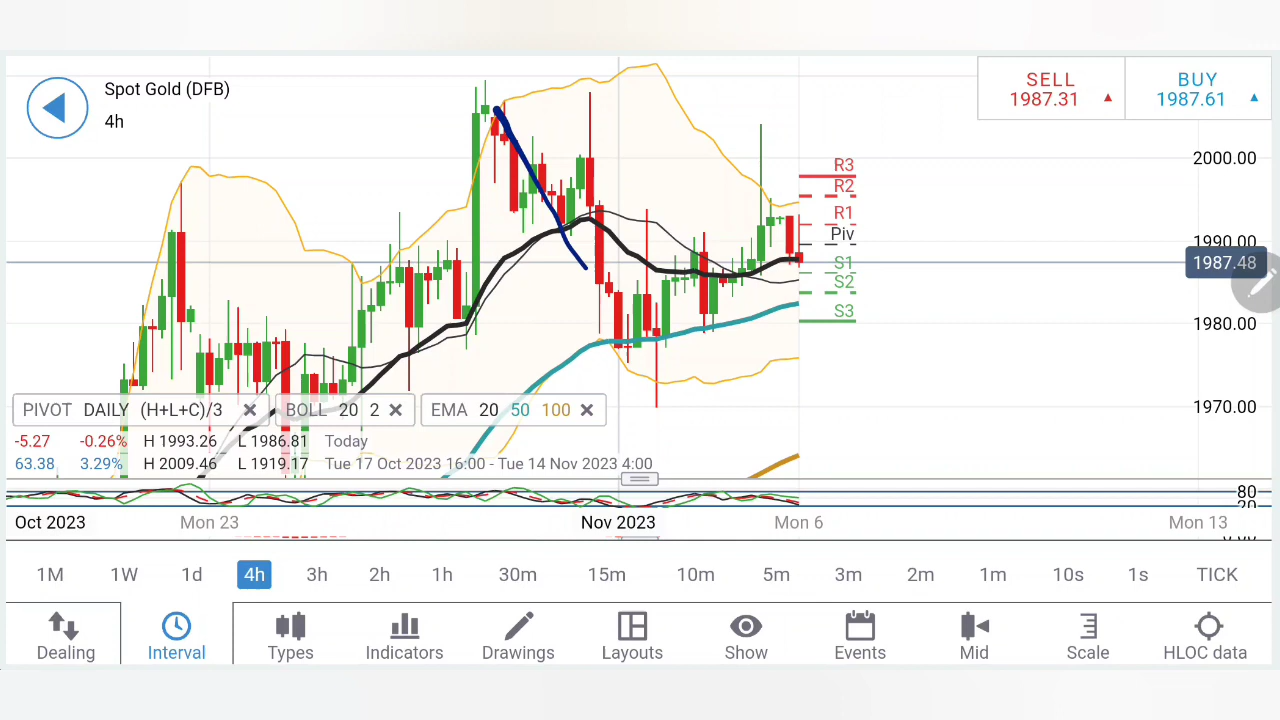 Spot Gold (DFB)
4h
SELL
1987.31
BUY
1987.61
2000.00
1990.00
1987.48
1980.00
1970.00
R3
R2
R1
Piv
S1
S2
S3
PIVOT DAILY (H+L+C)/3
BOLL 20 2
EMA 20 50 100
-5.27 -0.26% H 1993.26 L 1986.81 Today
63.38 3.29% H 2009.46 L 1919.17 Tue 17 Oct 2023 16:00 - Tue 14 Nov 2023 4:00
80
20
Oct 2023 Mon 23 Nov 2023 Mon 6 Mon 13
1M 1W 1d 4h 3h 2h 1h 30m 15m 10m 5m 3m 2m 1m 10s 1s TICK
Dealing Interval Types Indicators Drawings Layouts Show Events Mid Scale HLOC data